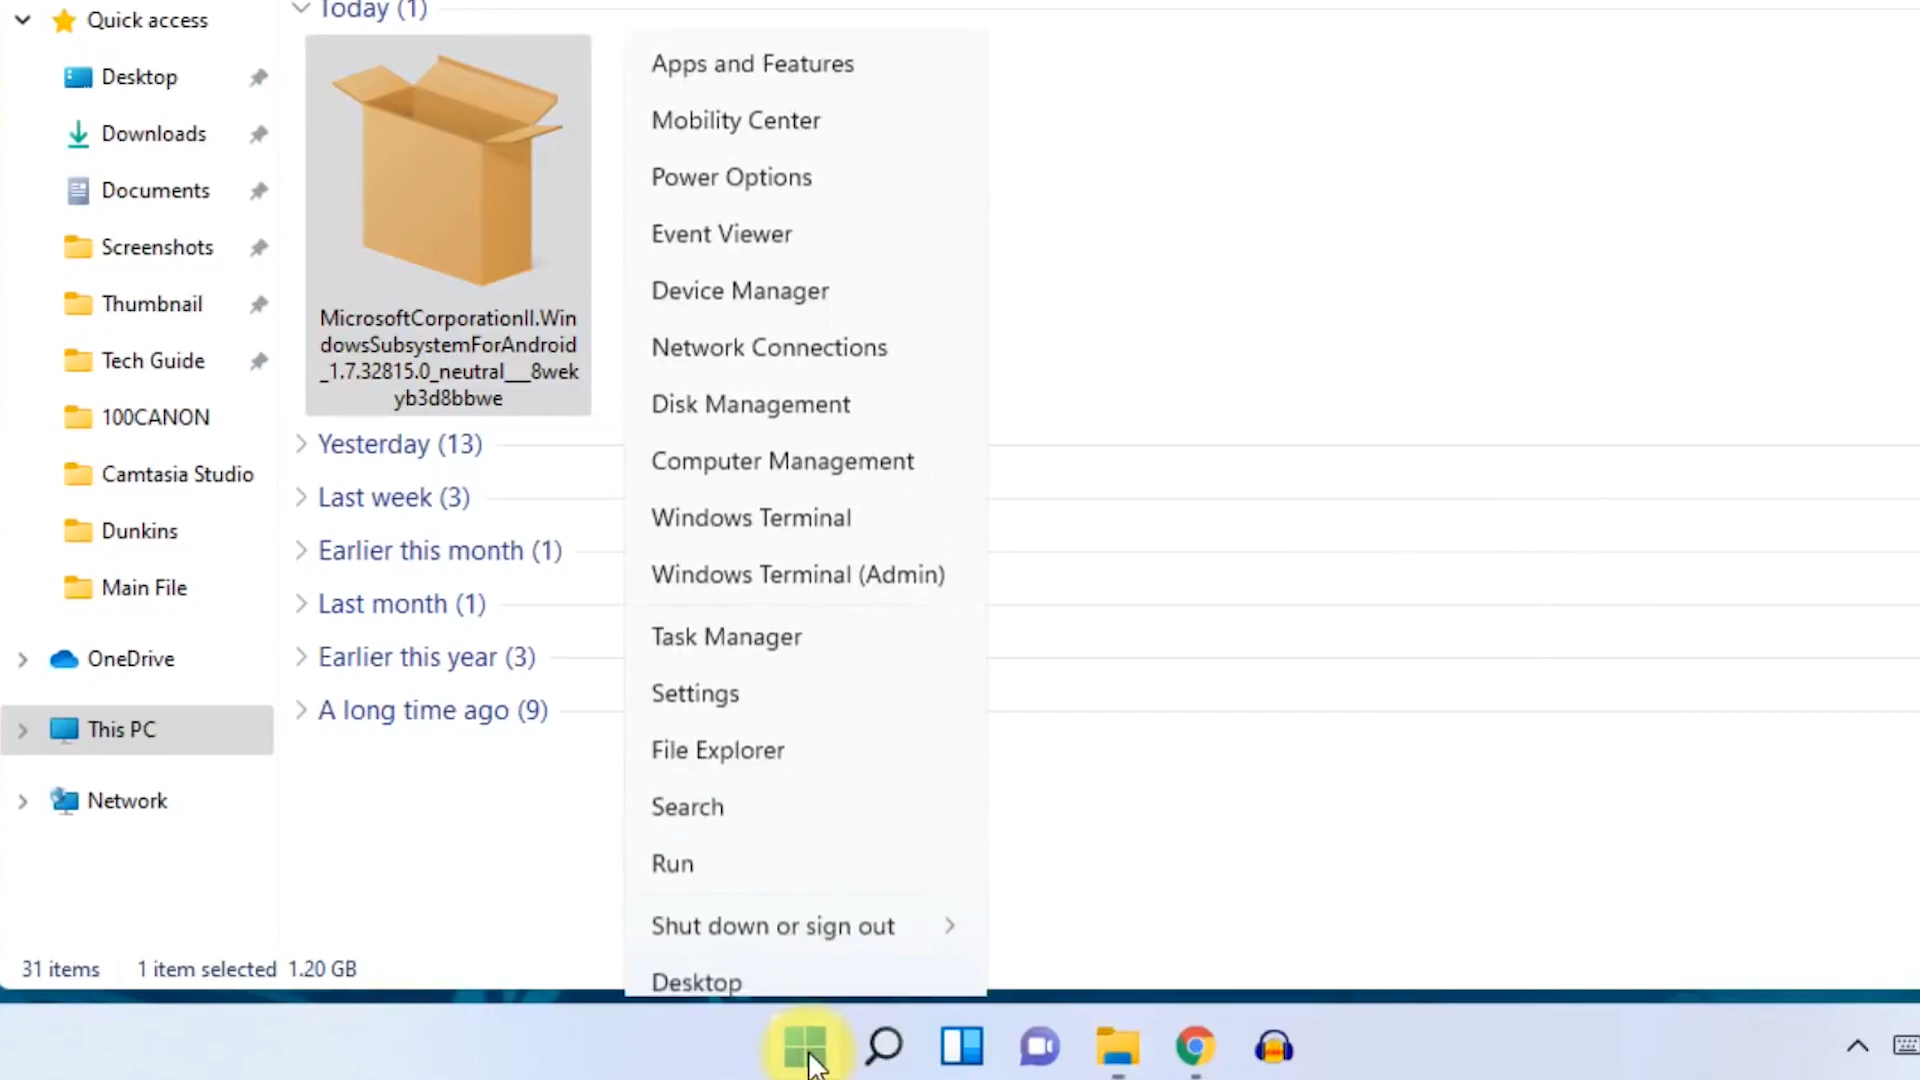 Quick access
Desktop
Downloads
Documents
Screenshots
Thumbnail
Tech Guide
100CANON
Camtasia Studio
Dunkins
Main File
OneDrive
This PC
Network
31 items
1 item selected 1.20 GB
Today (1)
MicrosoftCorporationII.Win
dowsSubsystemForAndroid
_1.7.32815.0_neutral___8wek
yb3d8bbwe
Yesterday (13)
Last week (3)
Earlier this month (1)
Last month (1)
Earlier this year (3)
A long time ago (9)
Apps and Features
Mobility Center
Power Options
Event Viewer
Device Manager
Network Connections
Disk Management
Computer Management
Windows Terminal
Windows Terminal (Admin)
Task Manager
Settings
File Explorer
Search
Run
Shut down or sign out
Desktop